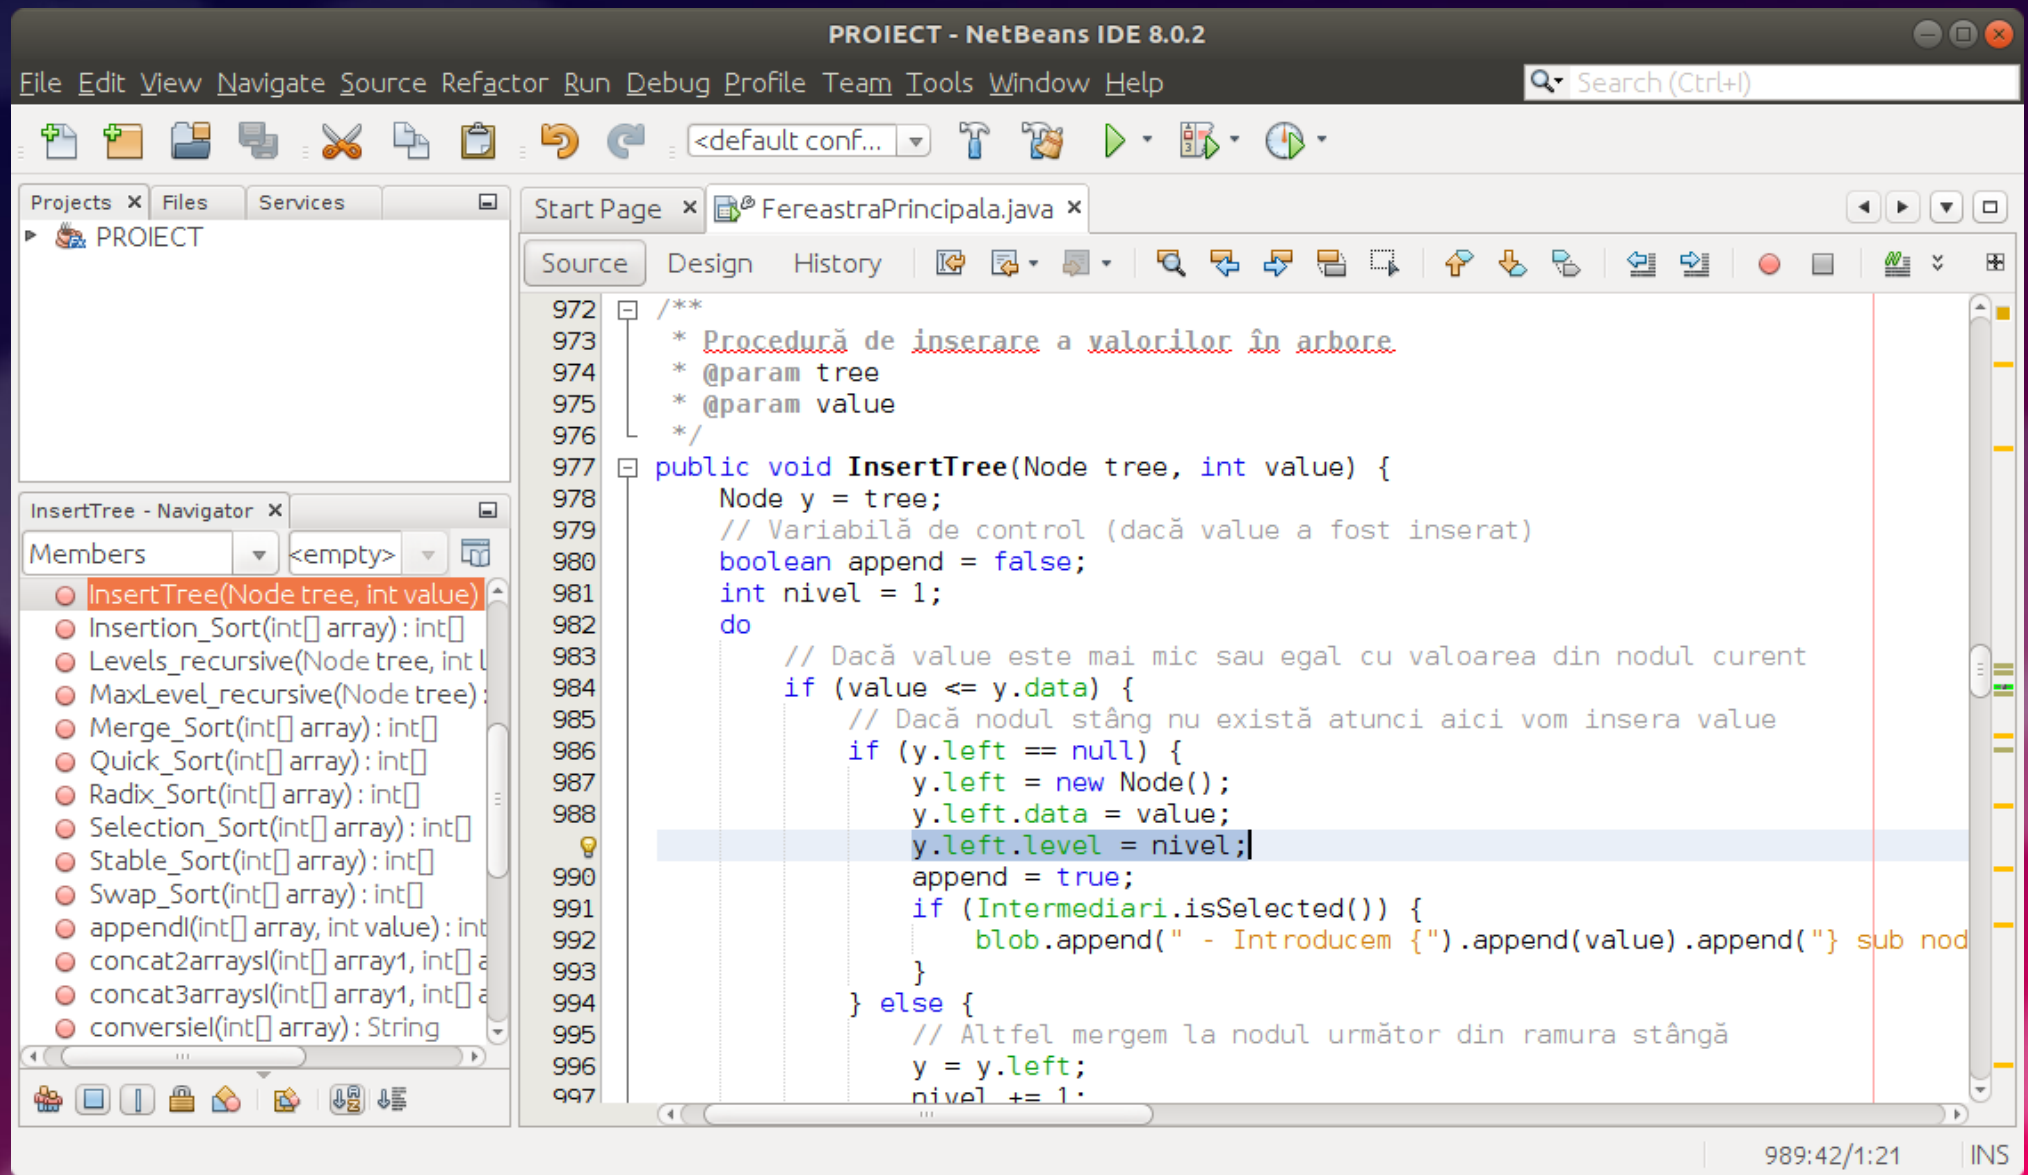 PROIECT - NetBeans IDE 8.0.2
File Edit View Navigate Source Refactor Run Debug Profile Team Tools Window Help
Search (Ctrl+I)
<default conf...
Projects Files Services
PROIECT
InsertTree - Navigator
Members <empty>
InsertTree(Node tree, int value)
Insertion_Sort(int[] array) : int[]
Levels_recursive(Node tree, int l
MaxLevel_recursive(Node tree) :
Merge_Sort(int[] array) : int[]
Quick_Sort(int[] array) : int[]
Radix_Sort(int[] array) : int[]
Selection_Sort(int[] array) : int[]
Stable_Sort(int[] array) : int[]
Swap_Sort(int[] array) : int[]
appendI(int[] array, int value) : int
concat2arraysI(int[] array1, int[] a
concat3arraysI(int[] array1, int[] a
conversieI(int[] array) : String
Start Page FereastraPrincipala.java
Source Design History
972 /**
973 * Procedură de inserare a valorilor în arbore
974 * @param tree
975 * @param value
976 */
977 public void InsertTree(Node tree, int value) {
978 Node y = tree;
979 // Variabilă de control (dacă value a fost inserat)
980 boolean append = false;
981 int nivel = 1;
982 do
983 // Dacă value este mai mic sau egal cu valoarea din nodul curent
984 if (value <= y.data) {
985 // Dacă nodul stâng nu există atunci aici vom insera value
986 if (y.left == null) {
987 y.left = new Node();
988 y.left.data = value;
y.left.level = nivel;
990 append = true;
991 if (Intermediari.isSelected()) {
992 blob.append(" - Introducem {").append(value).append("} sub nod
993 }
994 } else {
995 // Altfel mergem la nodul următor din ramura stângă
996 y = y.left;
997 nivel += 1;
989:42/1:21 INS